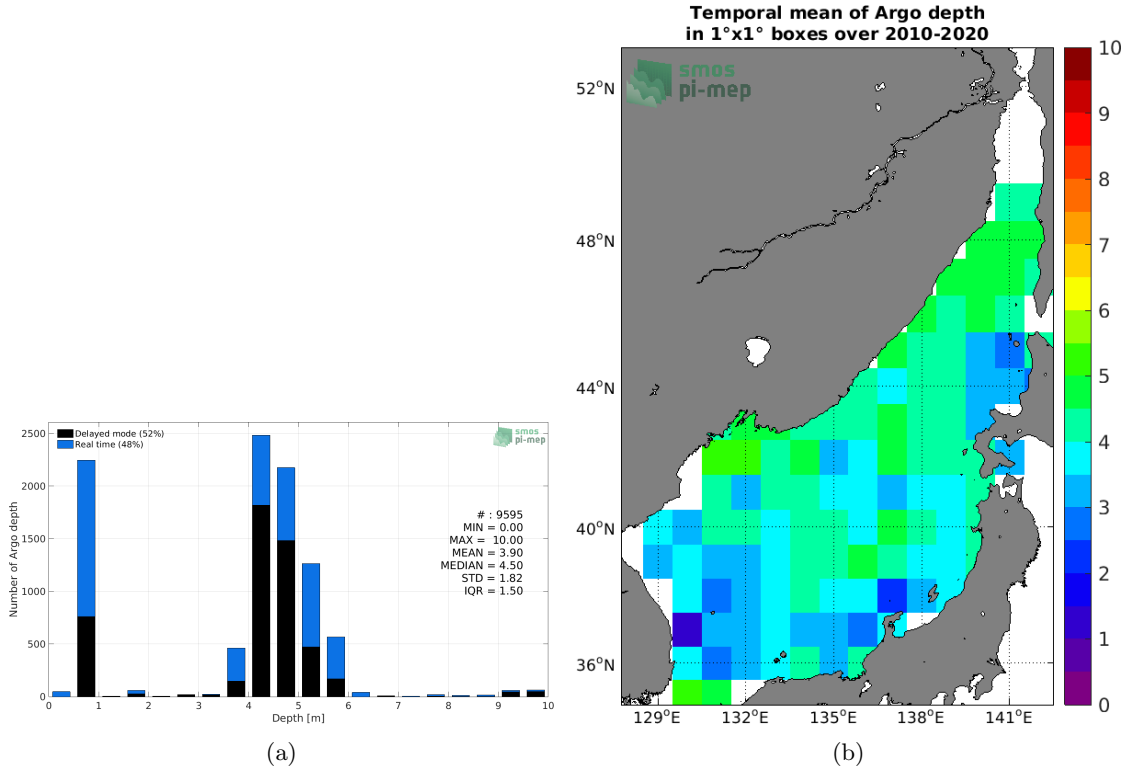 Delayed mode (52%)
Real time (48%)
smos
pi-mep
2500
2000
1500
1000
500
0
Number of Argo depth
# : 9595
MIN = 0.00
MAX = 10.00
MEAN = 3.90
MEDIAN = 4.50
STD = 1.82
IQR = 1.50
0 1 2 3 4 5 6 7 8 9 10
Depth [m]
(a)
Temporal mean of Argo depth
in 1°x1° boxes over 2010-2020
smos
pi-mep
52°N
48°N
44°N
40°N
36°N
129°E 132°E 135°E 138°E 141°E
10
9
8
7
6
5
4
3
2
1
0
(b)